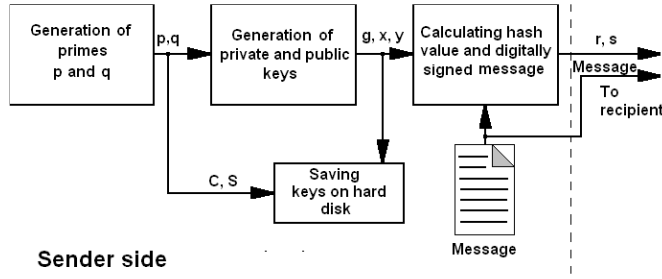 Generation of
primes
p and q
p,q
Generation of
private and public
keys
g, x, y
Calculating hash
value and digitally
signed message
r, s
Message
To
recipient
C, S
Saving
keys on hard
disk
Message
Sender side